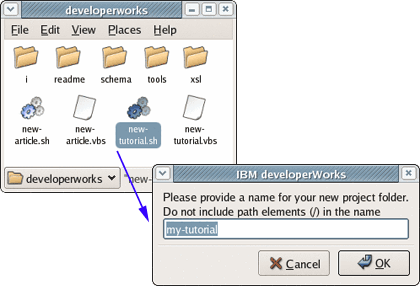 developerworks
File Edit View Places Help
i readme schema tools xsl
new-
article.sh
new-
article.vbs
new-
tutorial.sh
new-
tutorial.vbs
developerworks
"new-
IBM developerWorks
Please provide a name for your new project folder.
Do not include path elements (/) in the name
my-tutorial
Cancel OK